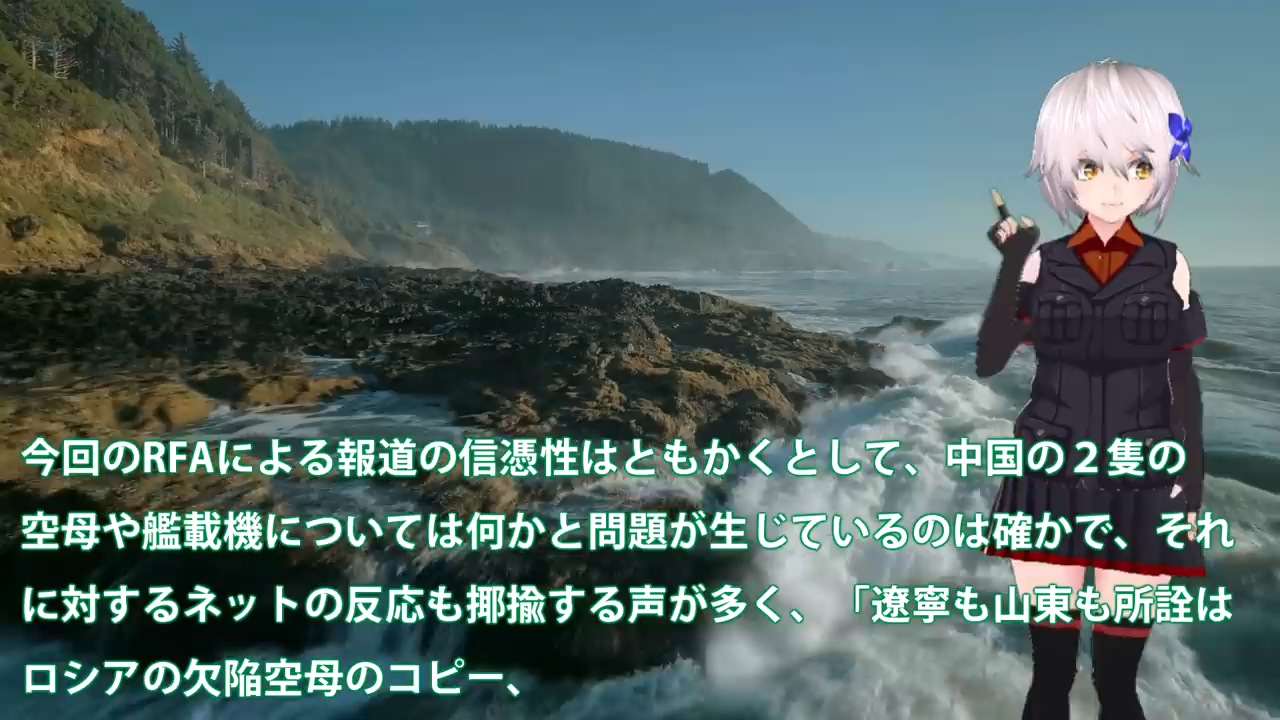 今回のRFAによる報道の信憑性はともかくとして、中国の２隻の
空母や艦載機については何かと問題が生じているのは確かで、それ
に対するネットの反応も揶揄する声が多く、「遼寧も山東も所詮は
ロシアの欠陥空母のコピー、